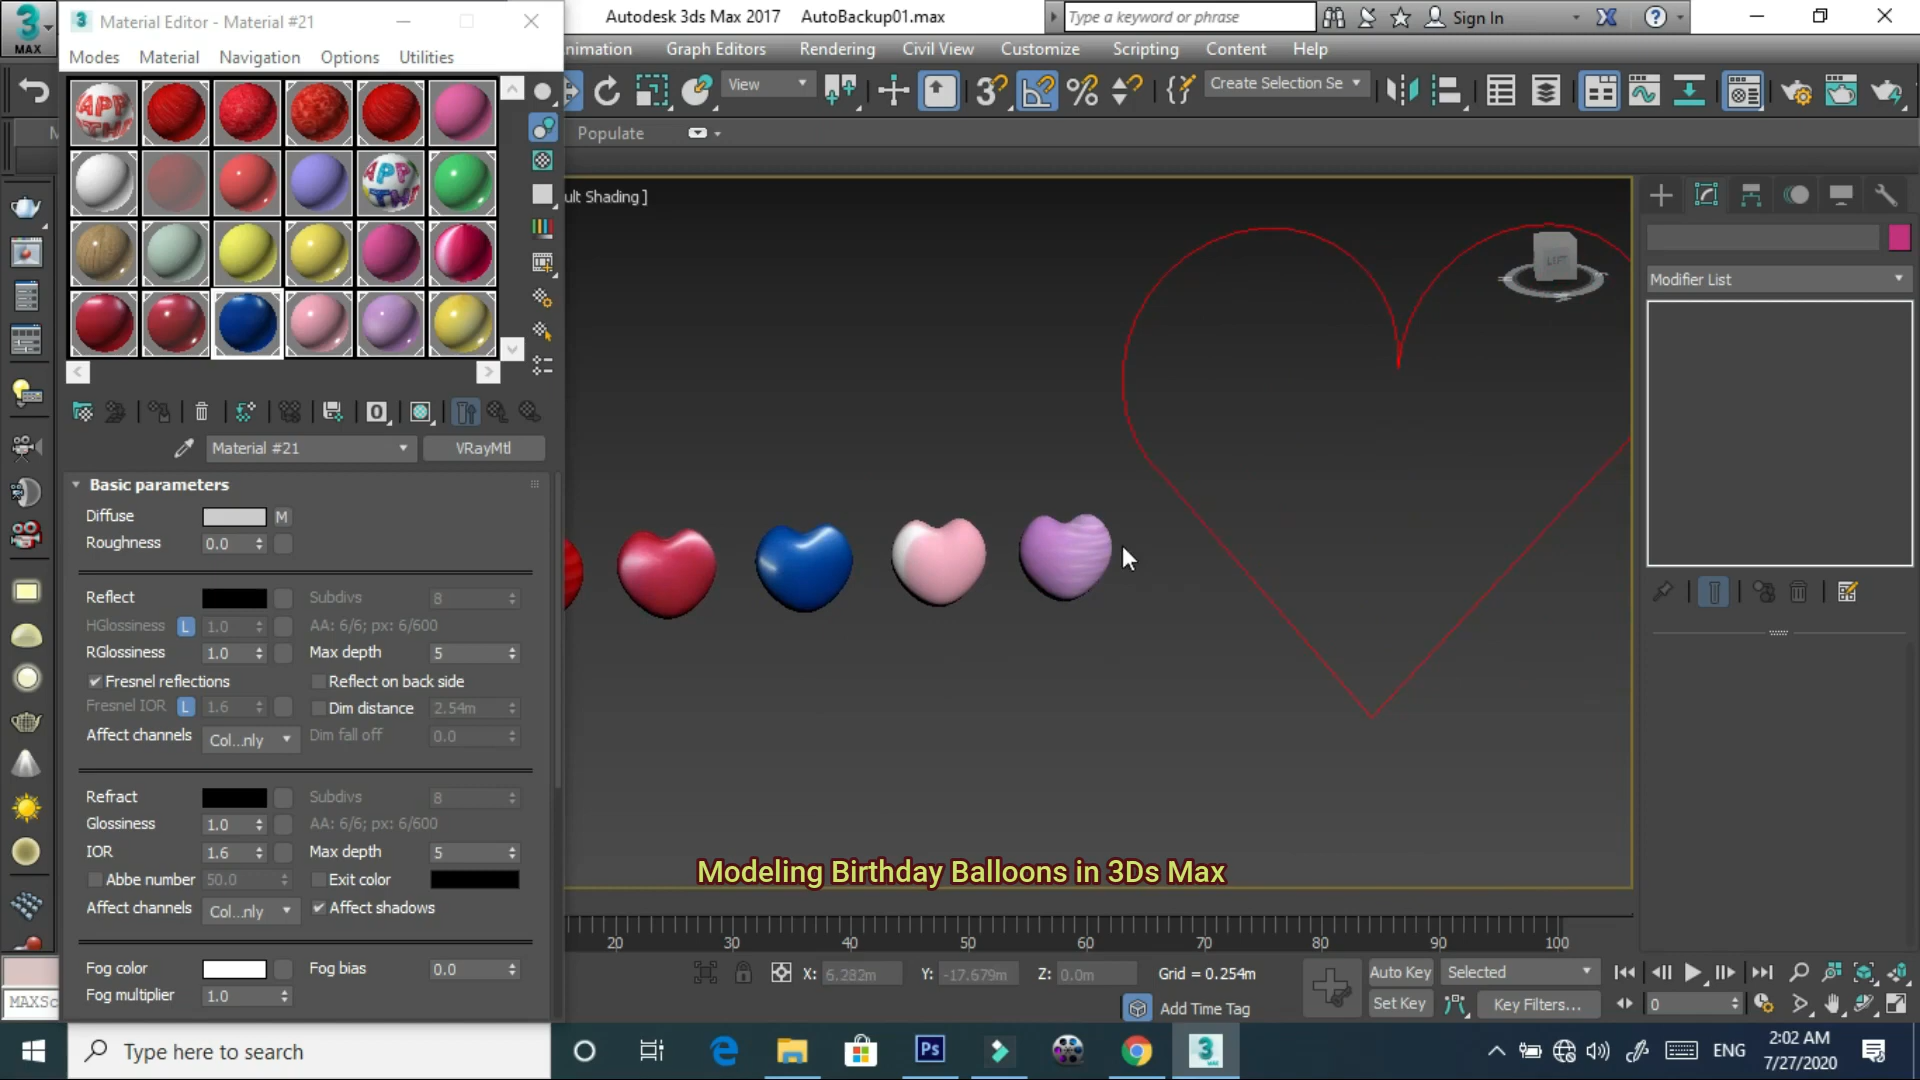 Material Editor - Material #21
Autodesk 3ds Max 2017 AutoBackup01.max
Type a keyword or phrase
Sign In
MAX
Modes Material Navigation Options Utilities
nimation Graph Editors Rendering Civil View Customize Scripting Content Help
View
Create Selection Se
Populate
ult Shading ]
Modifier List
Material #21
VRayMtl
Basic parameters
Diffuse M
Roughness 0.0
Reflect Subdivs 8
HGlossiness L 1.0 AA: 6/6; px: 6/600
RGlossiness 1.0 Max depth 5
Fresnel reflections Reflect on back side
Fresnel IOR L 1.6 Dim distance 2.54m
Affect channels Col...nly Dim fall off 0.0
Refract Subdivs 8
Glossiness 1.0 AA: 6/6; px: 6/600
IOR 1.6 Max depth 5
Abbe number 50.0 Exit color
Affect channels Col...nly Affect shadows
Fog color Fog bias 0.0
Fog multiplier 1.0
Modeling Birthday Balloons in 3Ds Max
20 30 40 50 60 70 80 90 100
X: 6.282m Y: -17.679m Z: 0.0m Grid = 0.254m
Auto Key Selected
Add Time Tag
Set Key Key Filters... 0
MAXSc
Type here to search
Ps
3
ENG
2:02 AM
7/27/2020